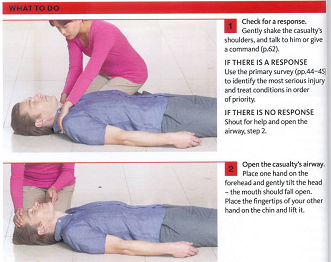 WHAT TO DO
1
Check for a response.
Gently shake the casualty's
shoulders, and talk to him or give
a command (p.62).
IF THERE IS A RESPONSE
Use the primary survey (pp.44–45)
to identify the most serious injury
and treat conditions in order
of priority.
IF THERE IS NO RESPONSE
Shout for help and open the
airway, step 2.
2
Open the casualty's airway.
Place one hand on the
forehead and gently tilt the head
– the mouth should fall open.
Place the fingertips of your other
hand on the chin and lift it.